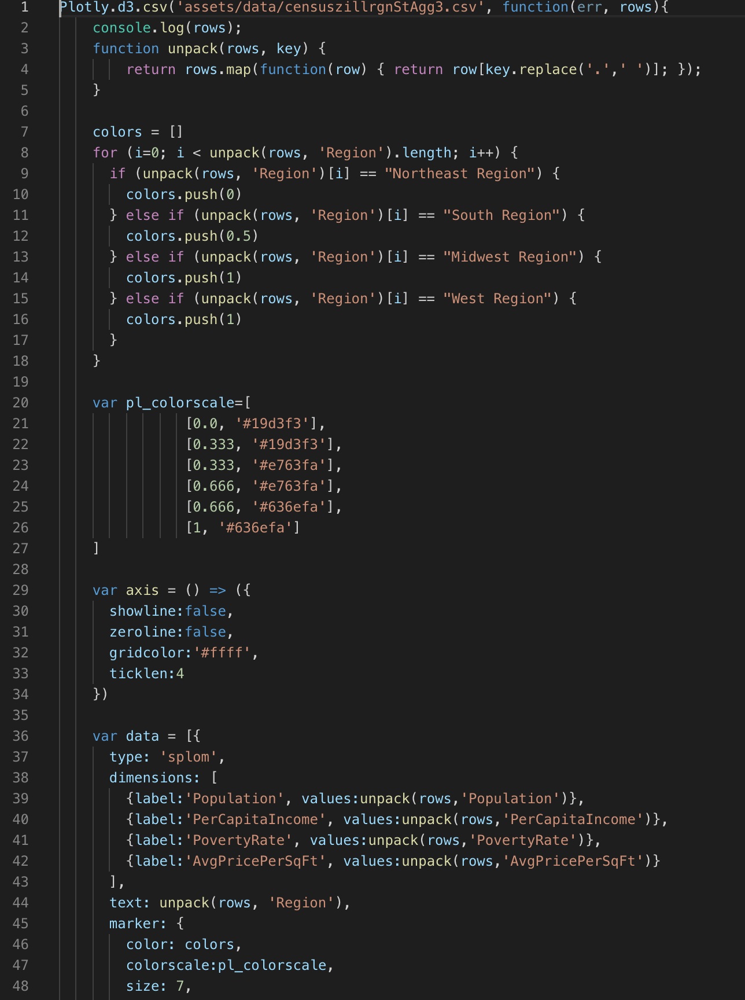 1 Plotly.d3.csv('assets/data/censuszillrgnStAgg3.csv', function(err, rows){
2 console.log(rows);
3 function unpack(rows, key) {
4 return rows.map(function(row) { return row[key.replace('.',' ')]; });
5 }
6
7 colors = []
8 for (i=0; i < unpack(rows, 'Region').length; i++) {
9 if (unpack(rows, 'Region')[i] == "Northeast Region") {
10 colors.push(0)
11 } else if (unpack(rows, 'Region')[i] == "South Region") {
12 colors.push(0.5)
13 } else if (unpack(rows, 'Region')[i] == "Midwest Region") {
14 colors.push(1)
15 } else if (unpack(rows, 'Region')[i] == "West Region") {
16 colors.push(1)
17 }
18 }
19
20 var pl_colorscale=[
21 [0.0, '#19d3f3'],
22 [0.333, '#19d3f3'],
23 [0.333, '#e763fa'],
24 [0.666, '#e763fa'],
25 [0.666, '#636efa'],
26 [1, '#636efa']
27 ]
28
29 var axis = () => ({
30 showline:false,
31 zeroline:false,
32 gridcolor:'#ffff',
33 ticklen:4
34 })
35
36 var data = [{
37 type: 'splom',
38 dimensions: [
39 {label:'Population', values:unpack(rows,'Population')},
40 {label:'PerCapitaIncome', values:unpack(rows,'PerCapitaIncome')},
41 {label:'PovertyRate', values:unpack(rows,'PovertyRate')},
42 {label:'AvgPricePerSqFt', values:unpack(rows,'AvgPricePerSqFt')}
43 ],
44 text: unpack(rows, 'Region'),
45 marker: {
46 color: colors,
47 colorscale:pl_colorscale,
48 size: 7,